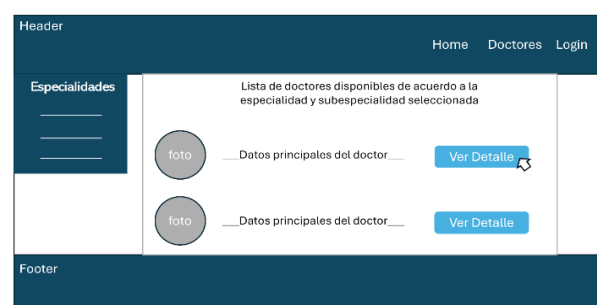 Header
Home Doctores Login
Especialidades
Lista de doctores disponibles de acuerdo a la
especialidad y subespecialidad seleccionada
foto
___Datos principales del doctor___
Ver Detalle
foto
___Datos principales del doctor___
Ver Detalle
Footer